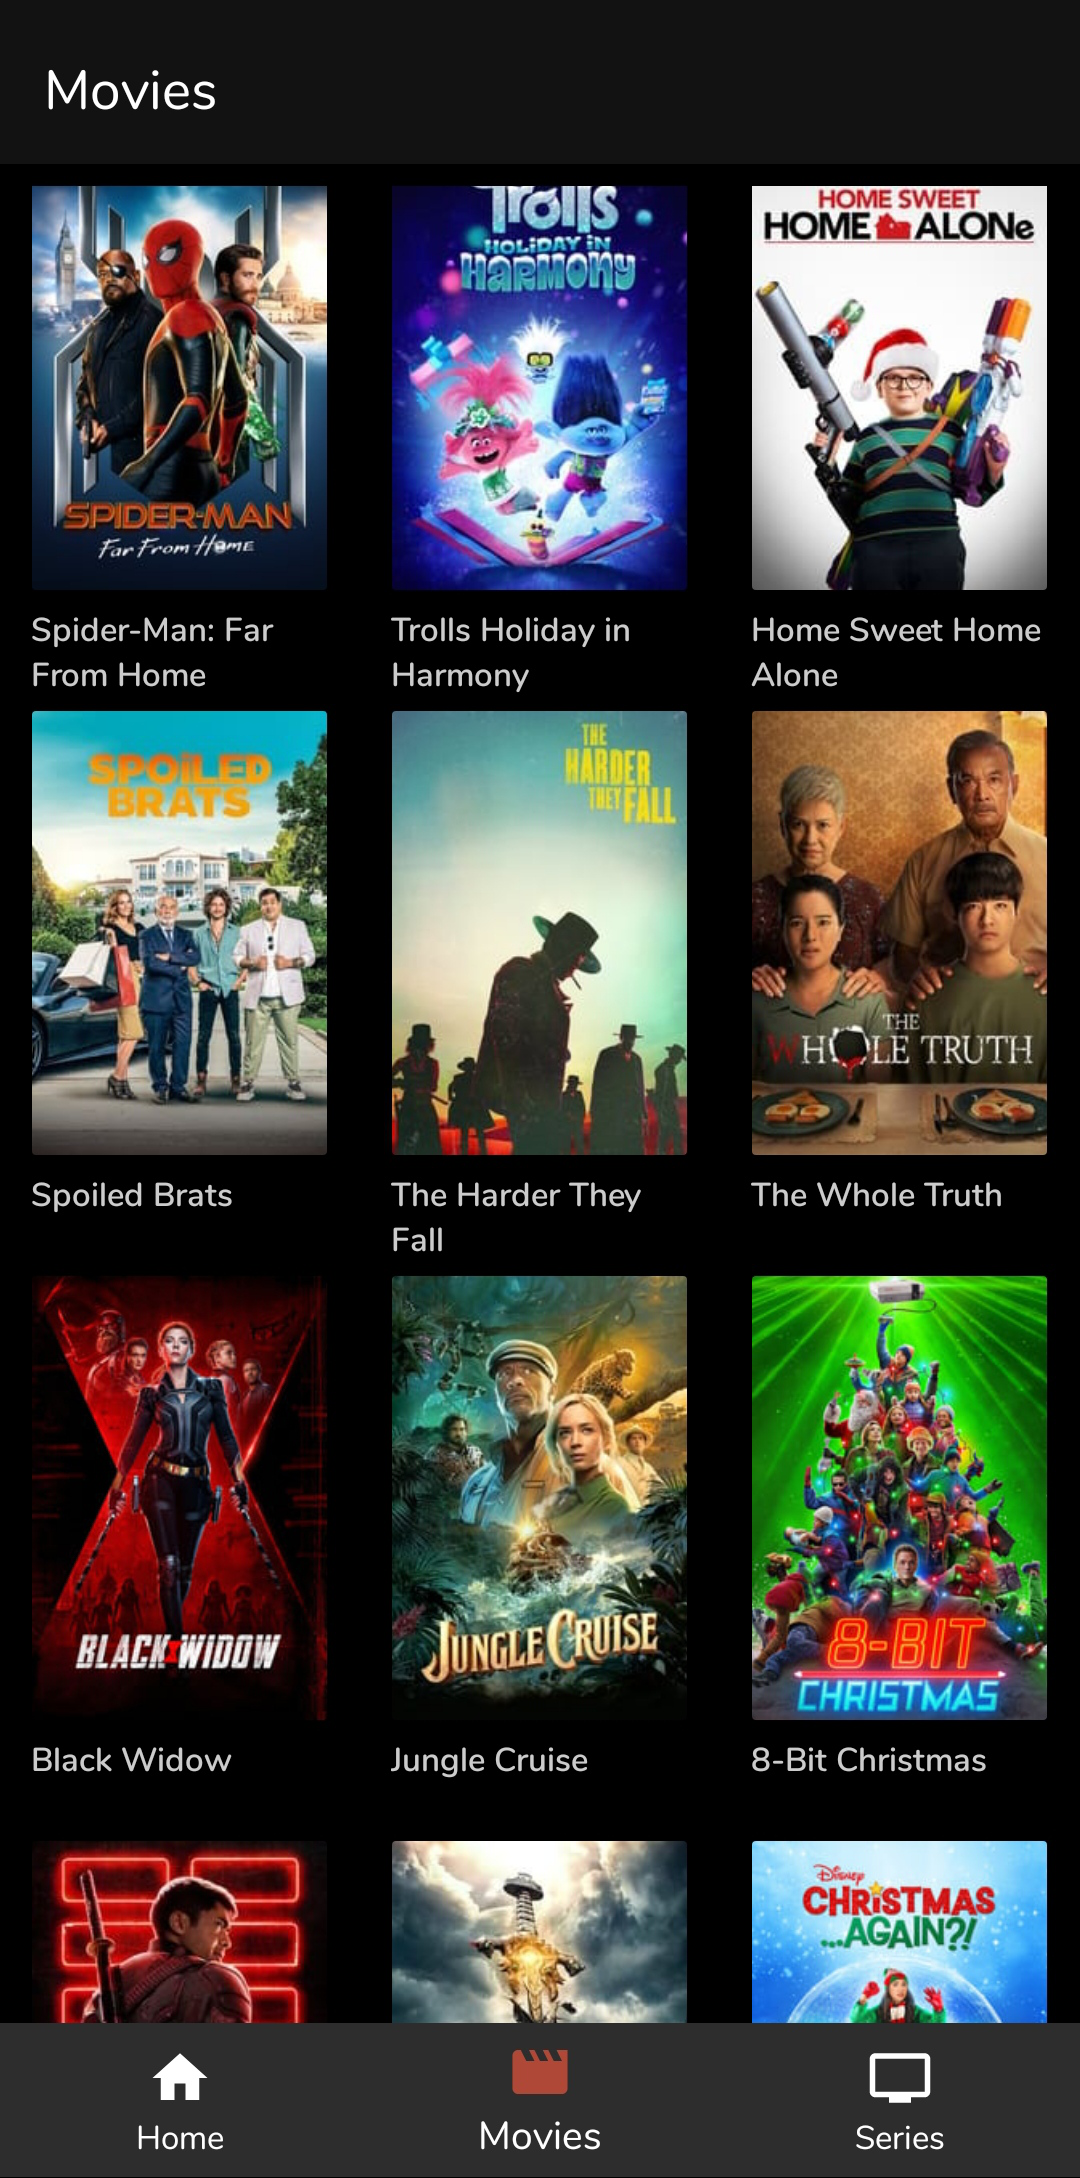 Movies
Trolls
HOLIDAY IN
HARMONY
HOME SWEET
HOME ALONe
SPIDER-MAN
Far From Home
Spider-Man: Far
From Home
Trolls Holiday in
Harmony
Home Sweet Home
Alone
SPOILED
BRATS
THE
HARDER
THEY FALL
THE
WHOLE TRUTH
Spoiled Brats
The Harder They
Fall
The Whole Truth
BLACK WIDOW
JUNGLE CRUISE
8-BIT
CHRISTMAS
Black Widow
Jungle Cruise
8-Bit Christmas
Disney
CHRISTMAS
...AGAIN?!
Home
Movies
Series